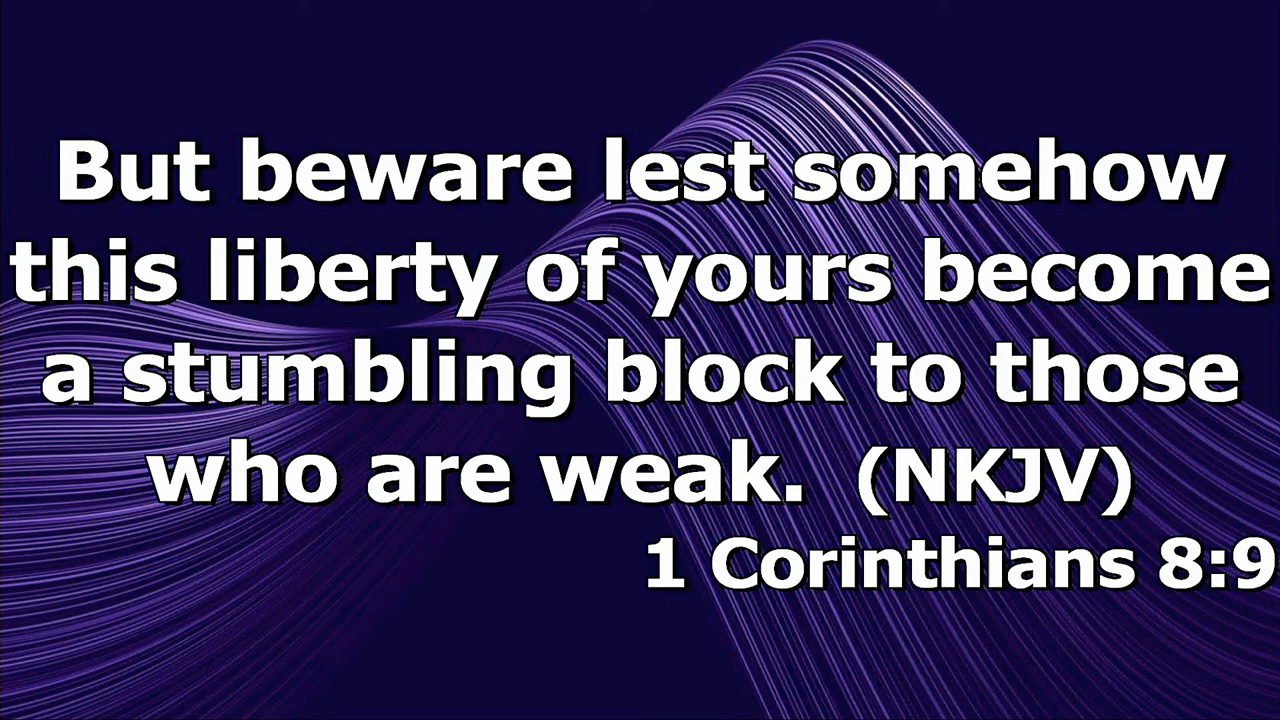 But beware lest somehow
this liberty of yours become
a stumbling block to those
who are weak. (NKJV)
1 Corinthians 8:9